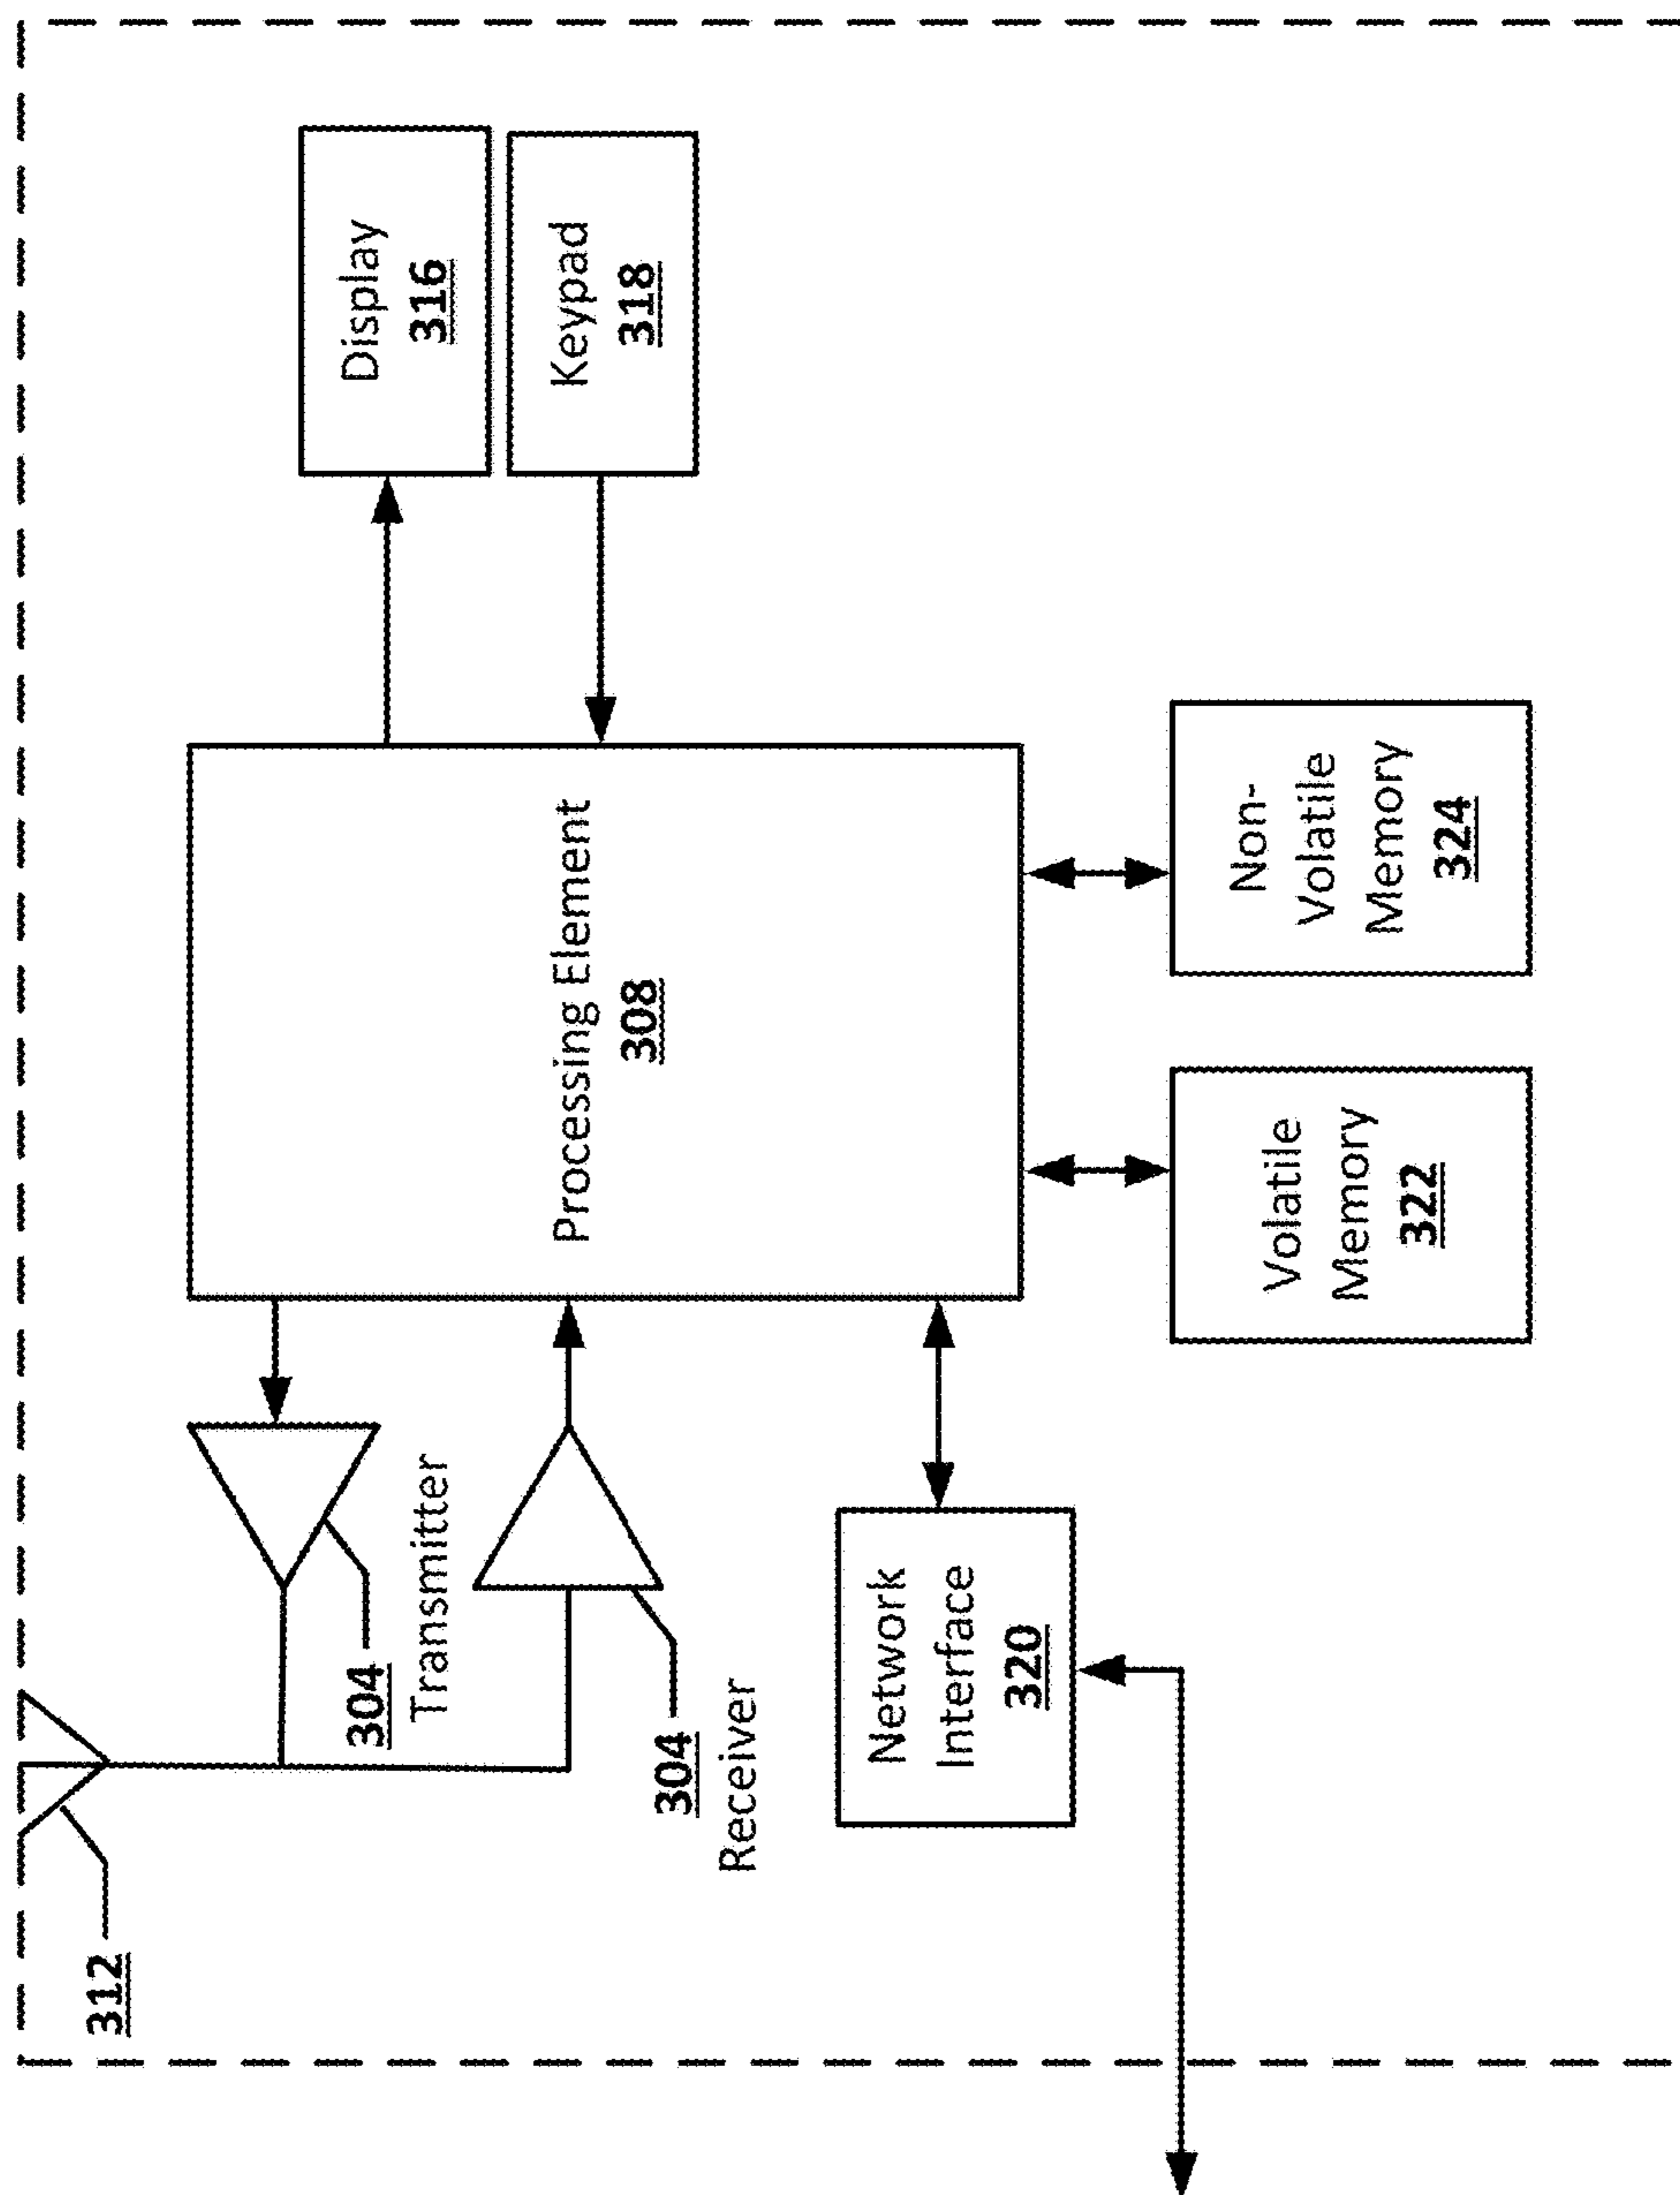 312
304
Transmitter
304
Receiver
Processing Element
308
Display
316
Keypad
318
Network
Interface
320
Volatile
Memory
322
Non-
Volatile
Memory
324